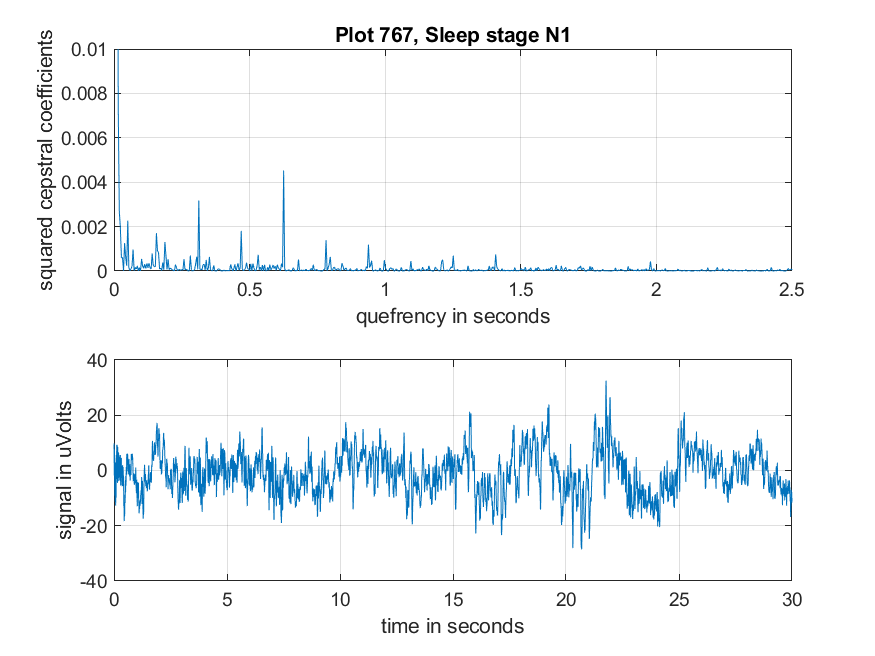 Plot 767, Sleep stage N1
squared cepstral coefficients
0.01
0.008
0.006
0.004
0.002
0
0 0.5 1 1.5 2 2.5
quefrency in seconds
signal in uVolts
40
20
0
-20
-40
0 5 10 15 20 25 30
time in seconds